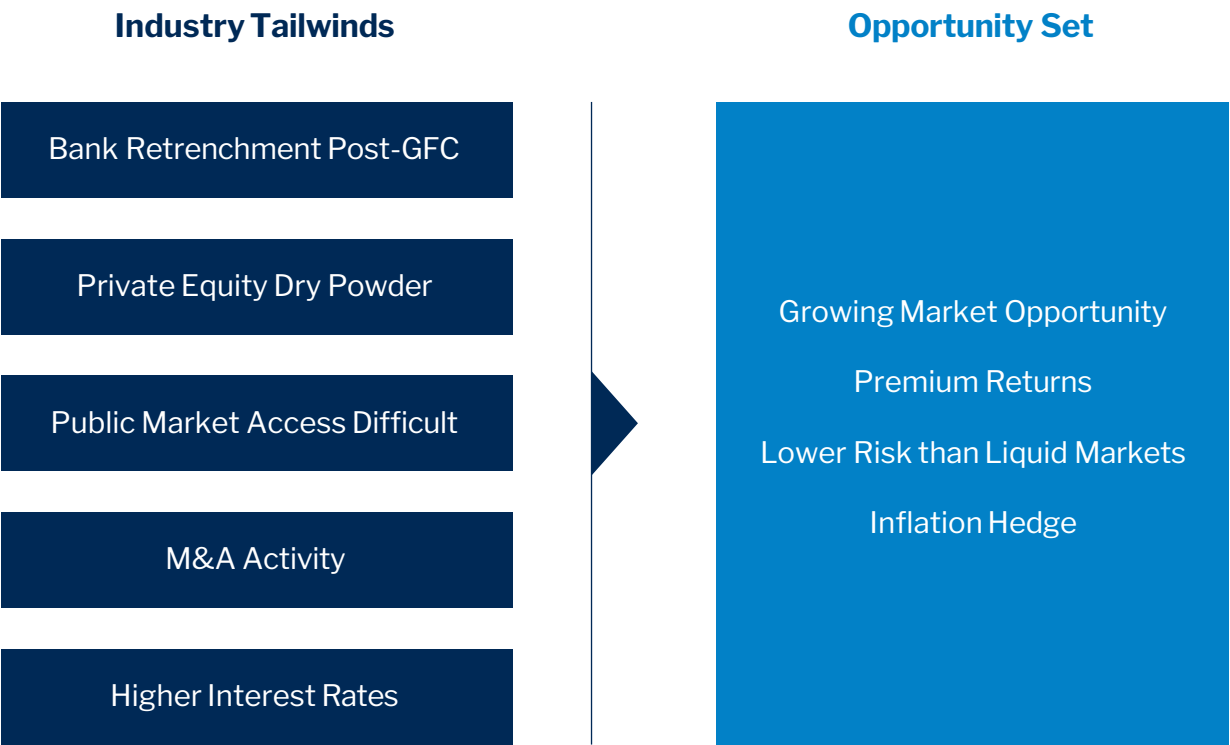 Industry Tailwinds
Bank Retrenchment Post-GFC
Private Equity Dry Powder
Public Market Access Difficult
M&A Activity
Higher Interest Rates
Opportunity Set
Growing Market Opportunity
Premium Returns
Lower Risk than Liquid Markets
Inflation Hedge